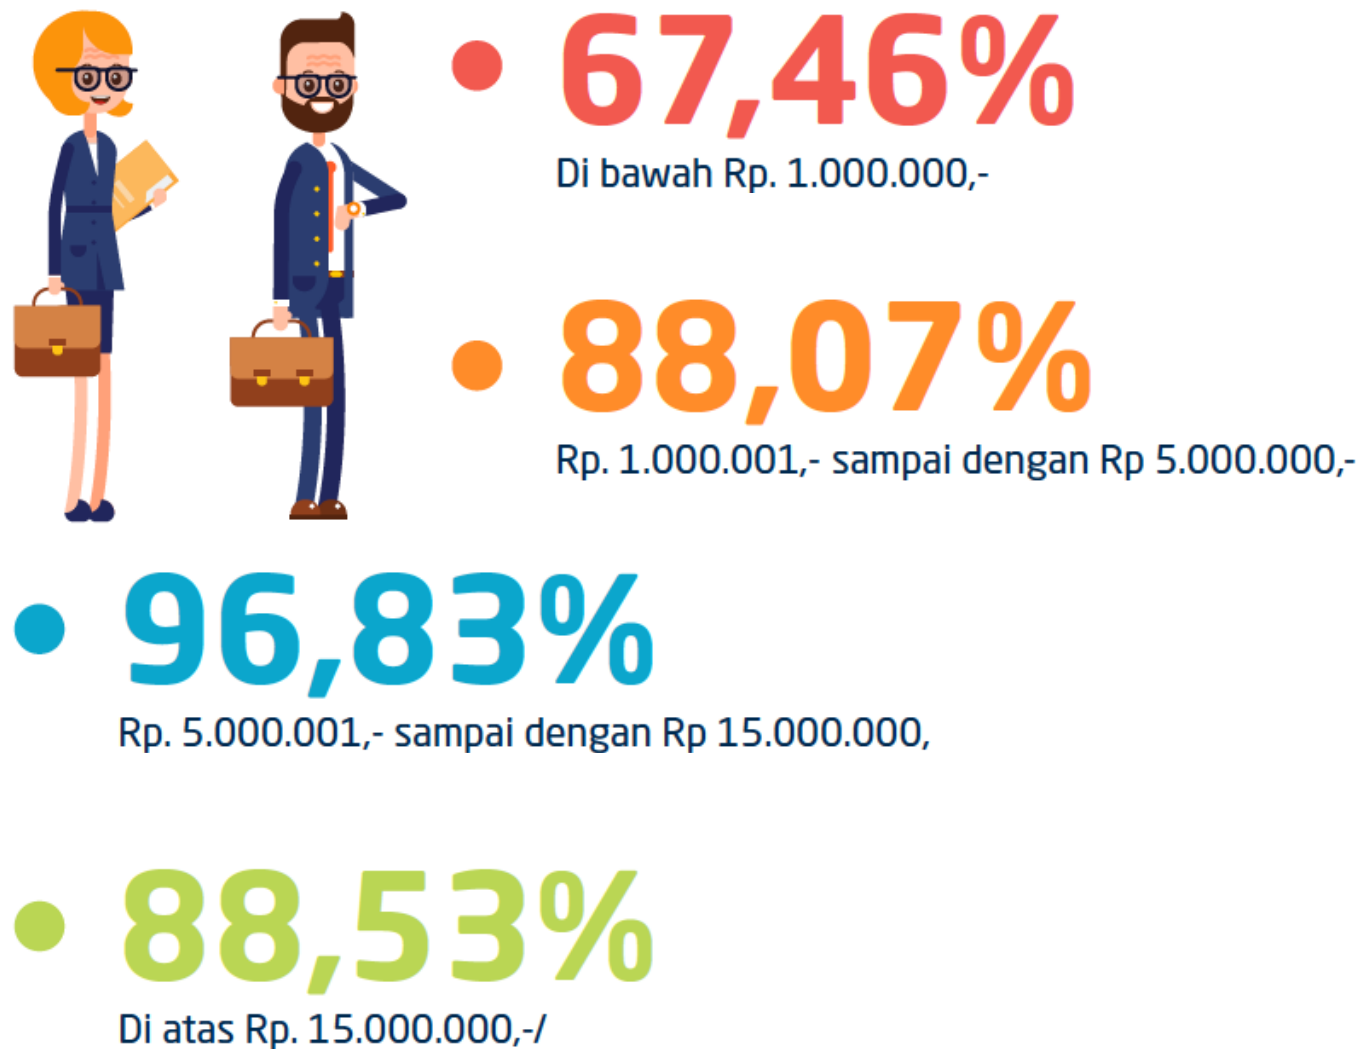 67,46%
Di bawah Rp. 1.000.000,-
88,07%
Rp. 1.000.001,- sampai dengan Rp 5.000.000,-
96,83%
Rp. 5.000.001,- sampai dengan Rp 15.000.000,
88,53%
Di atas Rp. 15.000.000,-/